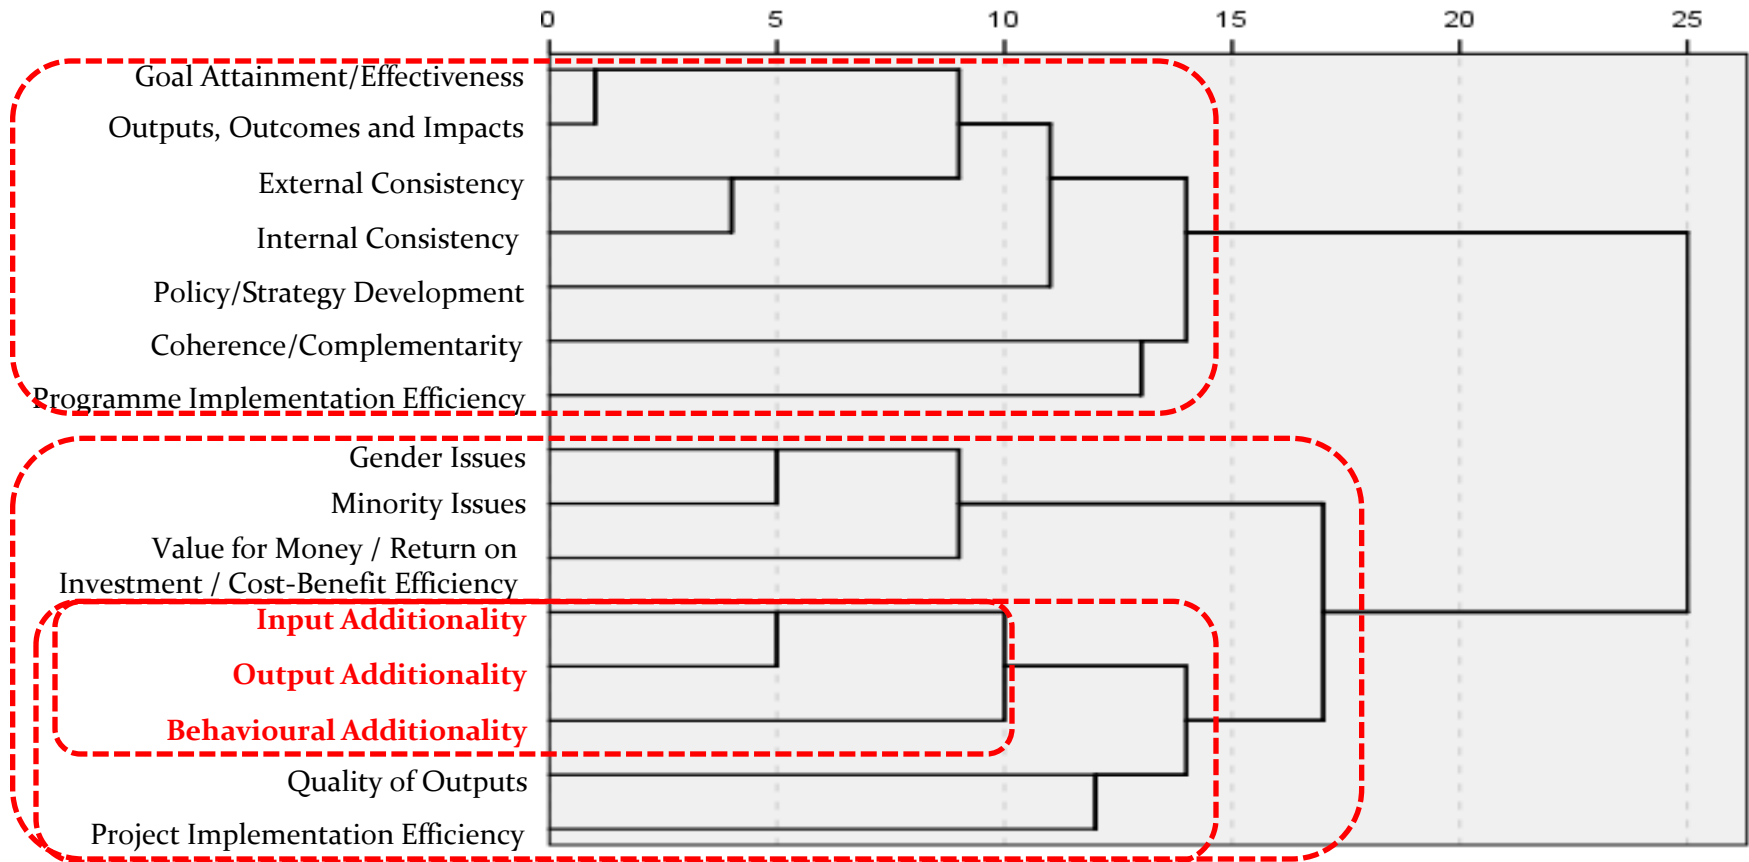 0 5 10 15 20 25
Goal Attainment/Effectiveness
Outputs, Outcomes and Impacts
External Consistency
Internal Consistency
Policy/Strategy Development
Coherence/Complementarity
Programme Implementation Efficiency
Gender Issues
Minority Issues
Value for Money / Return on
Investment / Cost-Benefit Efficiency
Input Additionality
Output Additionality
Behavioural Additionality
Quality of Outputs
Project Implementation Efficiency